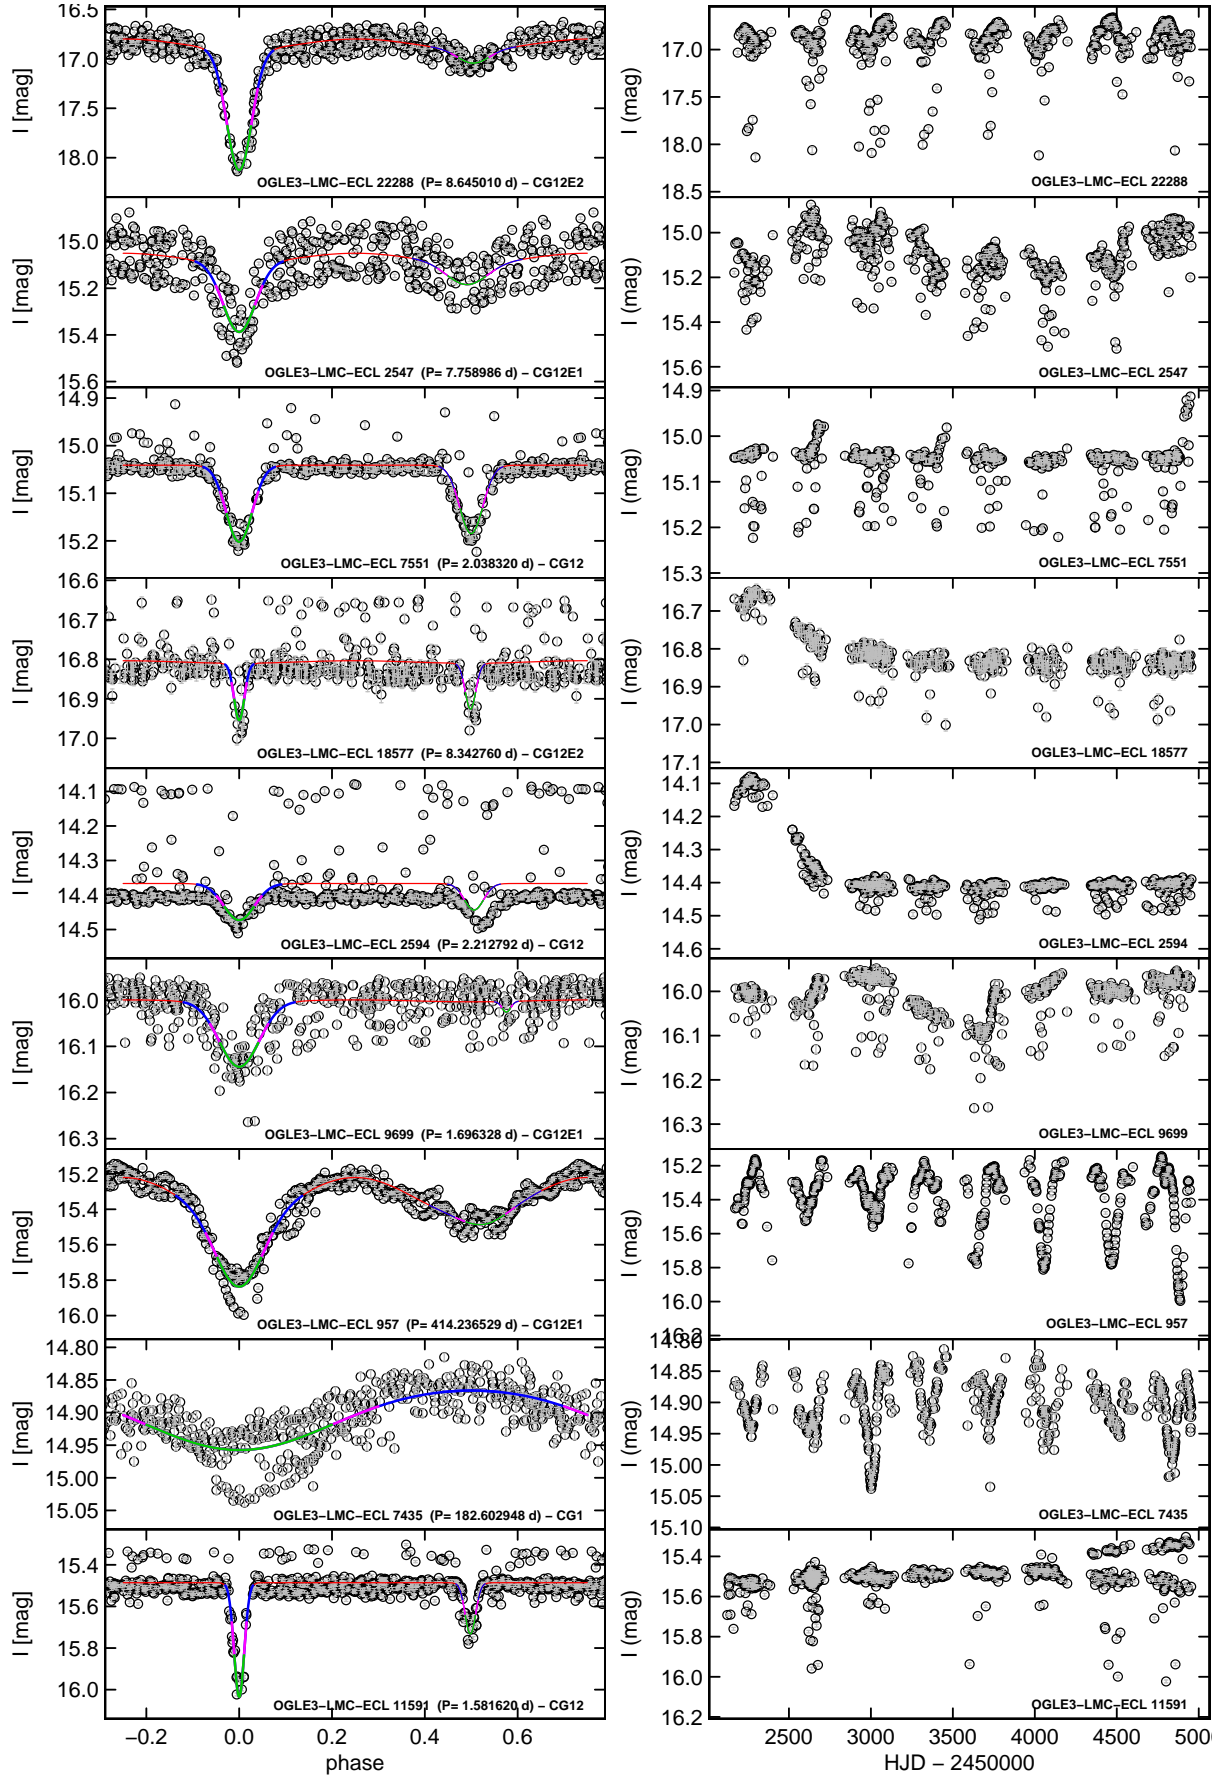 16.5
17.0
17.5
18.0
I [mag]
OGLE3−LMC−ECL 22288 (P= 8.645010 d) − CG12E2
17.0
17.5
18.0
18.5
I (mag)
OGLE3−LMC−ECL 22288
15.0
15.2
15.4
15.6
I [mag]
OGLE3−LMC−ECL 2547 (P= 7.758986 d) − CG12E1
15.0
15.2
15.4
15.6
I (mag)
OGLE3−LMC−ECL 2547
14.9
15.0
15.1
15.2
I [mag]
OGLE3−LMC−ECL 7551 (P= 2.038320 d) − CG12
14.9
15.0
15.1
15.2
15.3
I (mag)
OGLE3−LMC−ECL 7551
16.6
16.7
16.8
16.9
17.0
I [mag]
OGLE3−LMC−ECL 18577 (P= 8.342760 d) − CG12E2
16.7
16.8
16.9
17.0
17.1
I (mag)
OGLE3−LMC−ECL 18577
14.1
14.2
14.3
14.4
14.5
I [mag]
OGLE3−LMC−ECL 2594 (P= 2.212792 d) − CG12
14.1
14.2
14.3
14.4
14.5
14.6
I (mag)
OGLE3−LMC−ECL 2594
16.0
16.1
16.2
16.3
I [mag]
OGLE3−LMC−ECL 9699 (P= 1.696328 d) − CG12E1
16.0
16.1
16.2
16.3
I (mag)
OGLE3−LMC−ECL 9699
15.2
15.4
15.6
15.8
16.0
I [mag]
OGLE3−LMC−ECL 957 (P= 414.236529 d) − CG12E1
15.2
15.4
15.6
15.8
16.0
16.2
I (mag)
OGLE3−LMC−ECL 957
14.80
14.85
14.90
14.95
15.00
15.05
I [mag]
OGLE3−LMC−ECL 7435 (P= 182.602948 d) − CG1
14.80
14.85
14.90
14.95
15.00
15.05
15.10
I (mag)
OGLE3−LMC−ECL 7435
15.4
15.6
15.8
16.0
I [mag]
OGLE3−LMC−ECL 11591 (P= 1.581620 d) − CG12
15.4
15.6
15.8
16.0
16.2
I (mag)
OGLE3−LMC−ECL 11591
−0.2 0.0 0.2 0.4 0.6
phase
2500 3000 3500 4000 4500
HJD − 2450000